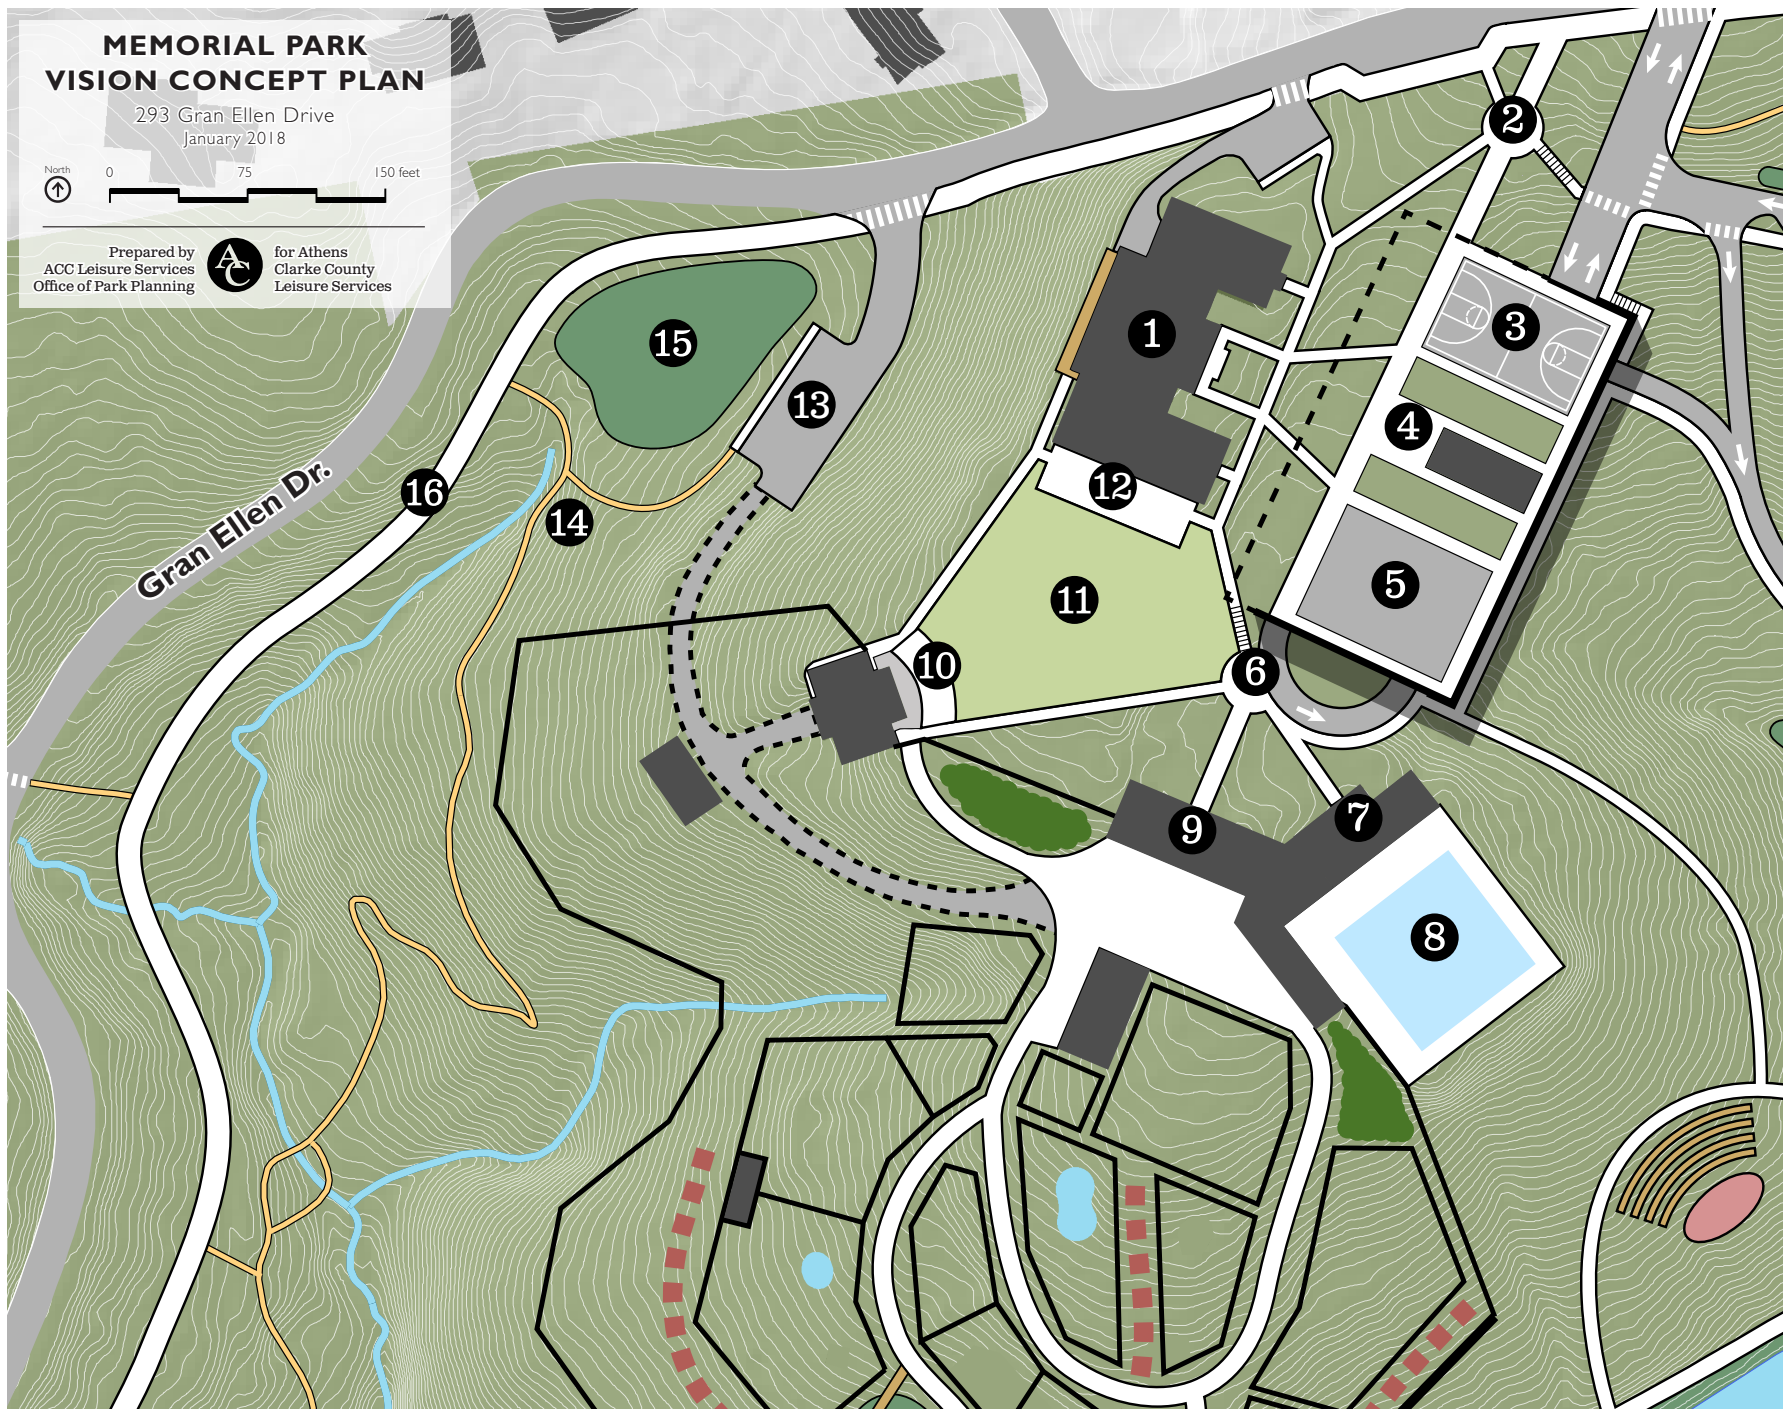 MEMORIAL PARK
VISION CONCEPT PLAN
293 Gran Ellen Drive
January 2018
North
0 75 150 feet
Prepared by
ACC Leisure Services
Office of Park Planning
AC
for Athens
Clarke County
Leisure Services
2
3
1
15
13
4
16
12
14
5
11
10
6
7
9
8
Gran Ellen Dr.